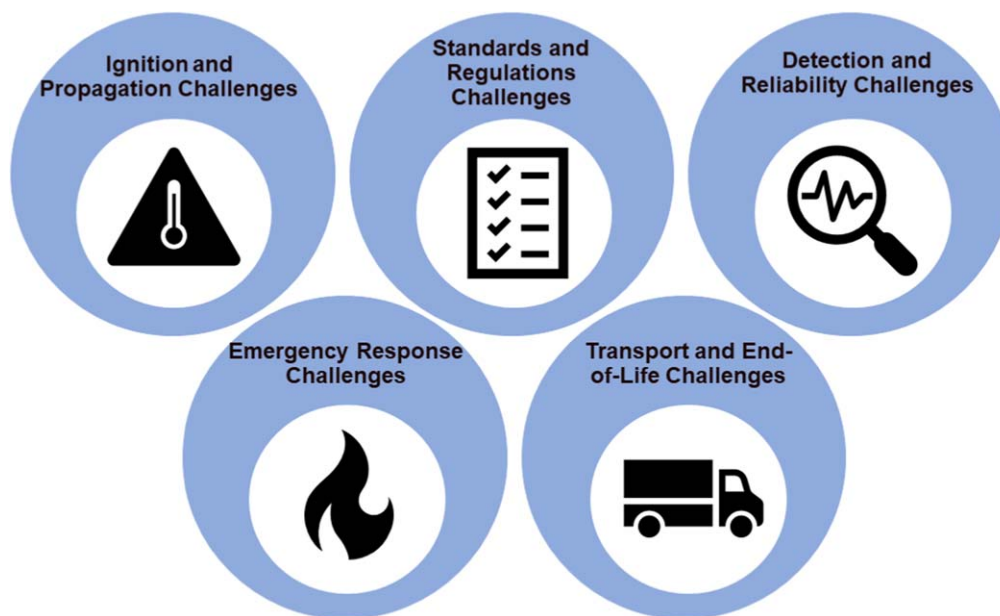 Ignition and
Propagation Challenges
Standards and
Regulations
Challenges
Detection and
Reliability Challenges
Emergency Response
Challenges
Transport and End-
of-Life Challenges